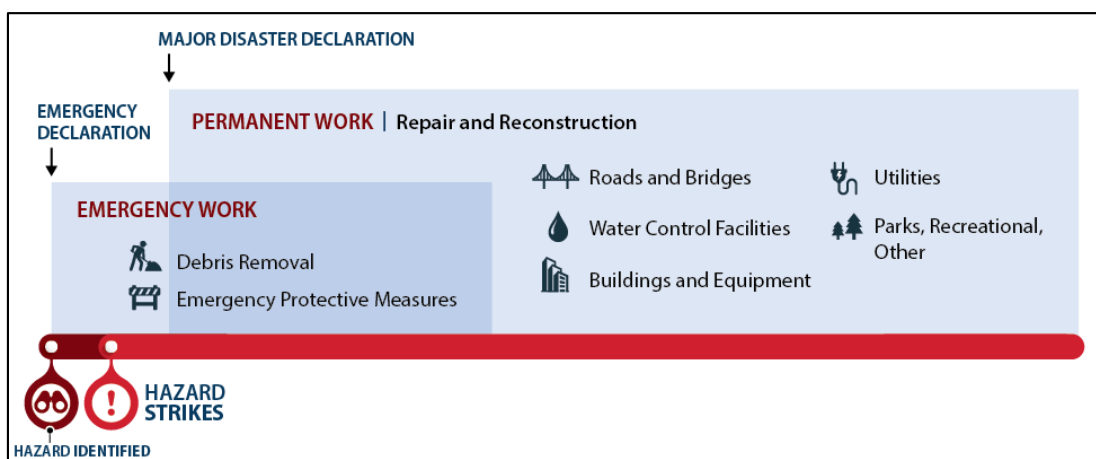 MAJOR DISASTER DECLARATION
EMERGENCY
DECLARATION
PERMANENT WORK | Repair and Reconstruction
Roads and Bridges
Utilities
EMERGENCY WORK
Water Control Facilities
Parks, Recreational,
Other
Debris Removal
Buildings and Equipment
Emergency Protective Measures
!
HAZARD
STRIKES
HAZARD IDENTIFIED